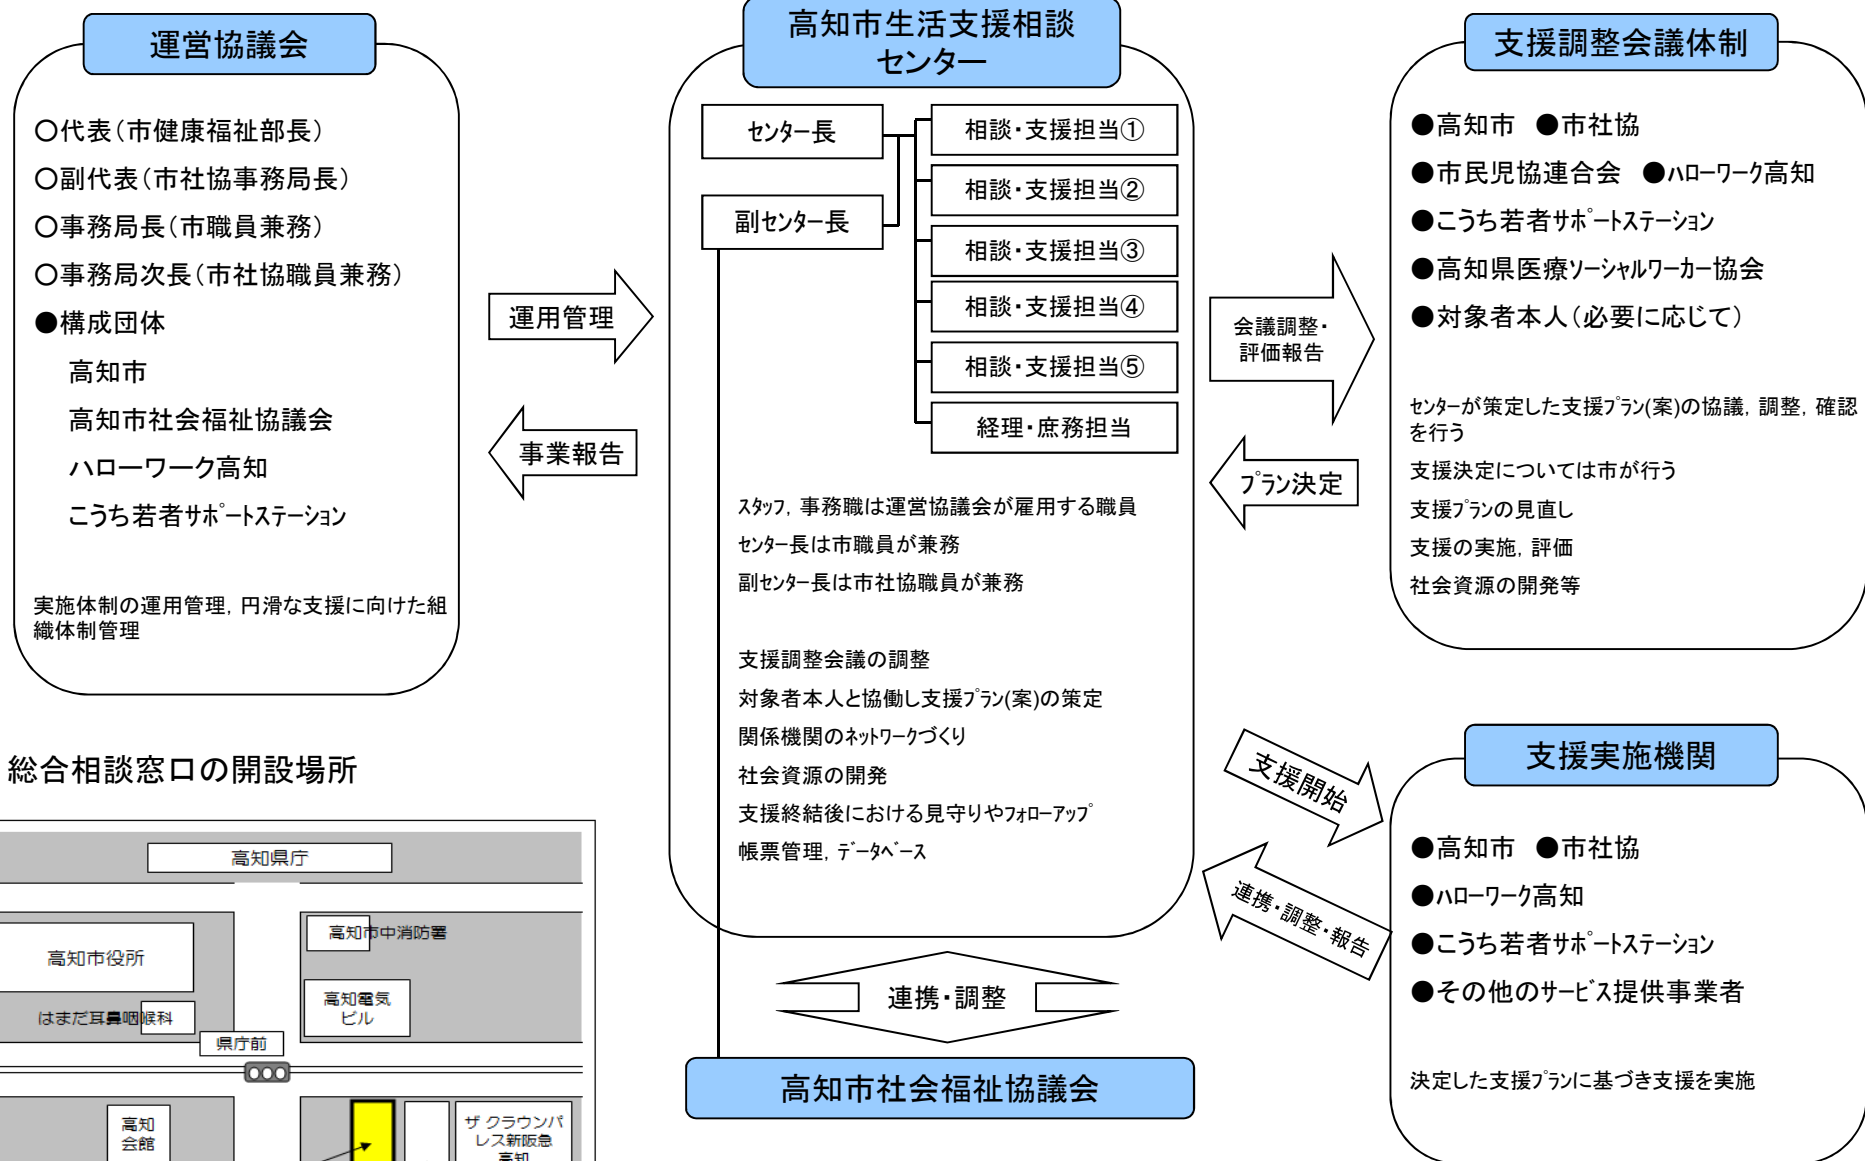 運営協議会
〇代表(市健康福祉部長)
〇副代表(市社協事務局長)
〇事務局長(市職員兼務)
〇事務局次長(市社協職員兼務)
●構成団体
高知市
高知市社会福祉協議会
ハローワーク高知
こうち若者ｻﾎﾟｰﾄｽﾃｰｼｮﾝ
実施体制の運用管理，円滑な支援に向けた組
織体制管理
運用管理
事業報告
高知市生活支援相談
センター
ｾﾝﾀｰ長
副ｾﾝﾀｰ長
相談・支援担当①
相談・支援担当②
相談・支援担当③
相談・支援担当④
相談・支援担当⑤
経理・庶務担当
ｽﾀｯﾌ，事務職は運営協議会が雇用する職員
ｾﾝﾀｰ長は市職員が兼務
副ｾﾝﾀｰ長は市社協職員が兼務
支援調整会議の調整
対象者本人と協働し支援ﾌﾟﾗﾝ(案)の策定
関係機関のﾈｯﾄﾜｰｸづくり
社会資源の開発
支援終結後における見守りやﾌｫﾛｰｱｯﾌﾟ
帳票管理，ﾃﾞｰﾀﾍﾞｰｽ
連携・調整
高知市社会福祉協議会
会議調整・
評価報告
ﾌﾟﾗﾝ決定
支援調整会議体制
●高知市　●市社協
●市民児協連合会　●ﾊﾛｰﾜｰｸ高知
●こうち若者ｻﾎﾟｰﾄｽﾃｰｼｮﾝ
●高知県医療ｿｰｼｬﾙﾜｰｶｰ協会
●対象者本人(必要に応じて)
ｾﾝﾀｰが策定した支援ﾌﾟﾗﾝ(案)の協議，調整，確認
を行う
支援決定については市が行う
支援ﾌﾟﾗﾝの見直し
支援の実施，評価
社会資源の開発等
支援開始
連携・調整・報告
支援実施機関
●高知市　●市社協
●ﾊﾛｰﾜｰｸ高知
●こうち若者ｻﾎﾟｰﾄｽﾃｰｼｮﾝ
●その他のｻｰﾋﾞｽ提供事業者
決定した支援ﾌﾟﾗﾝに基づき支援を実施
総合相談窓口の開設場所
高知県庁
高知市役所
高知市中消防署
はまだ耳鼻咽喉科
高知電気
ビル
県庁前
高知
会館
ザ クラウンパ
レス新阪急
高知